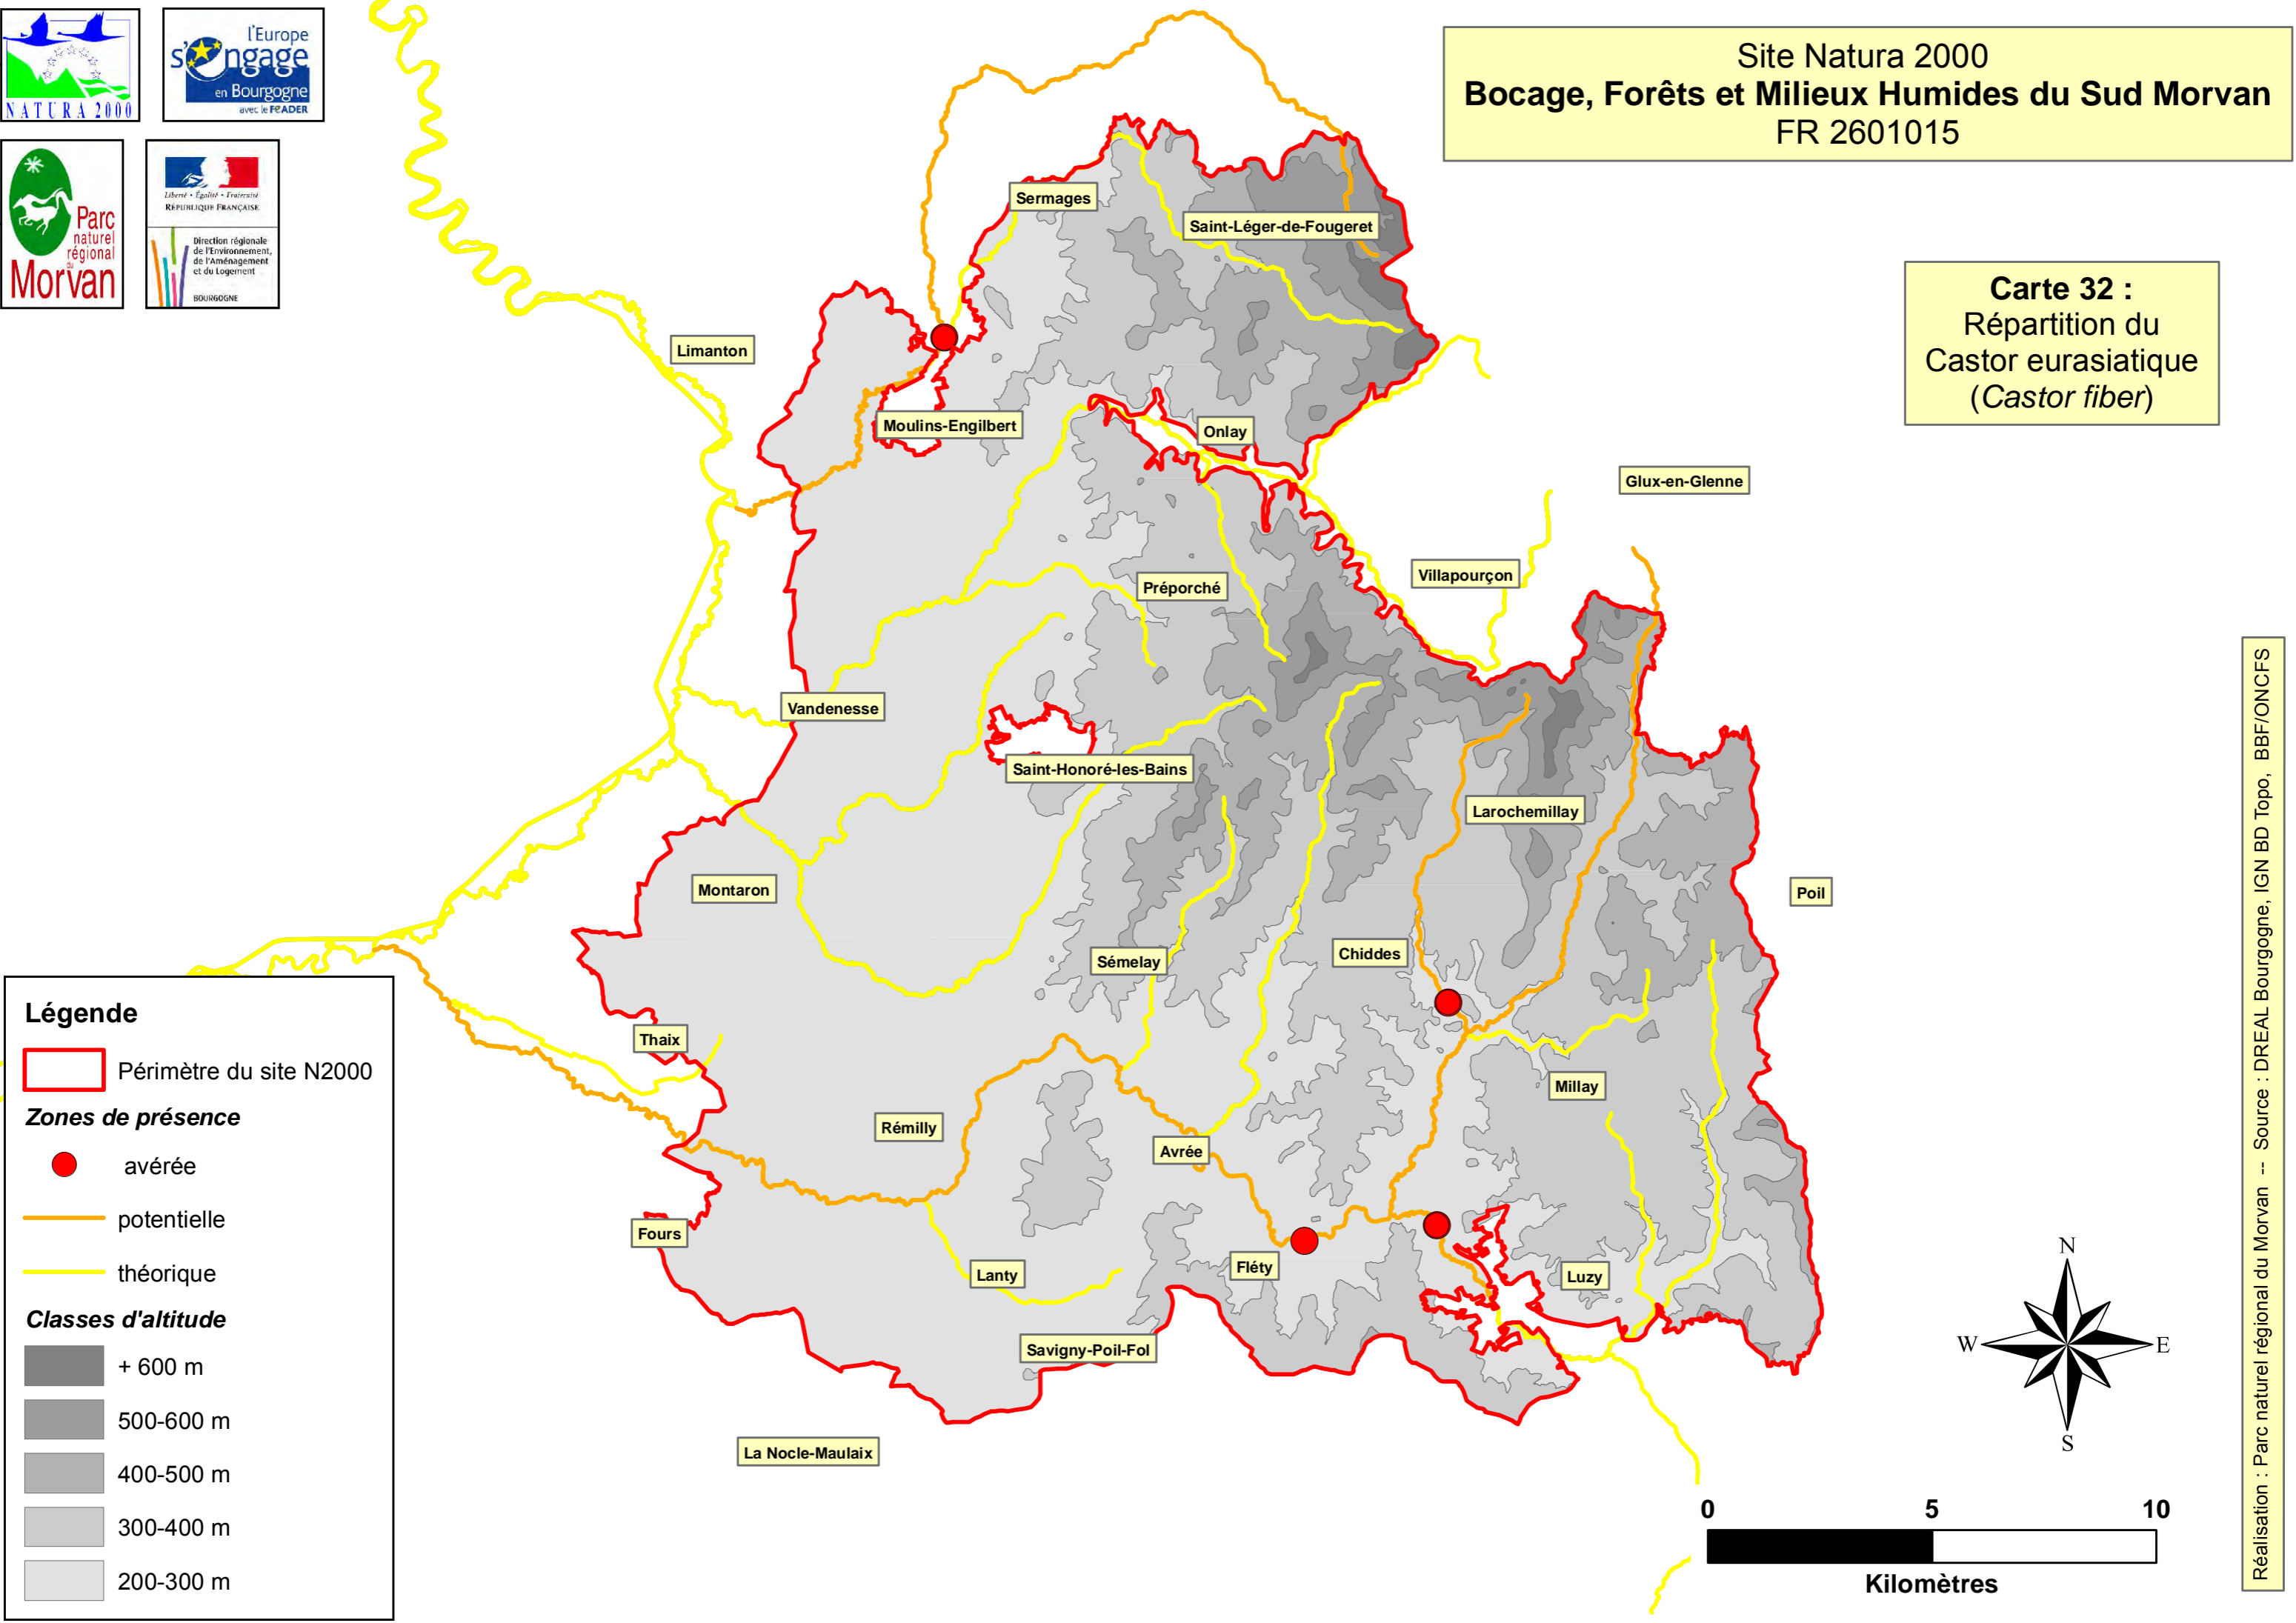 NATURA 2000
l'Europe
s'engage
en Bourgogne
avec le FEADER
Parc
naturel
régional
du
Morvan
Liberté • Égalité • Fraternité
RÉPUBLIQUE FRANÇAISE
Direction régionale
de l'Environnement,
de l'Aménagement
et du Logement
BOURGOGNE
Site Natura 2000
Bocage, Forêts et Milieux Humides du Sud Morvan
FR 2601015
Carte 32 :
Répartition du
Castor eurasiatique
(Castor fiber)
Sermages
Saint-Léger-de-Fougeret
Limanton
Moulins-Engilbert
Onlay
Glux-en-Glenne
Villapourçon
Préporché
Vandenesse
Saint-Honoré-les-Bains
Larochemillay
Montaron
Poil
Chiddes
Sémelay
Thaix
Millay
Rémilly
Avrée
Fours
Fléty
Lanty
Luzy
Savigny-Poil-Fol
La Nocle-Maulaix
Légende
Périmètre du site N2000
Zones de présence
avérée
potentielle
théorique
Classes d'altitude
+ 600 m
500-600 m
400-500 m
300-400 m
200-300 m
N
W
E
S
0 5 10
Kilomètres
Réalisation : Parc naturel régional du Morvan -- Source : DREAL Bourgogne, IGN BD Topo, BBF/ONCFS